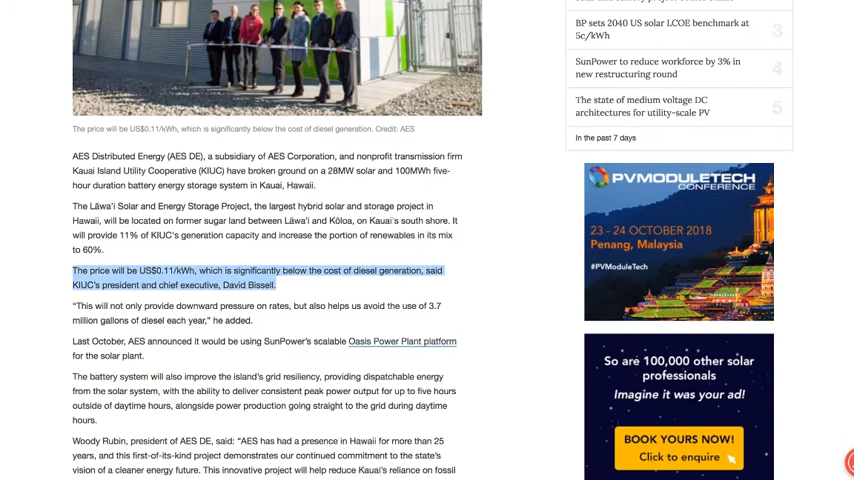 BP sets 2040 US solar LCOE benchmark at
5c/kWh
3
SunPower to reduce workforce by 3% in
new restructuring round
4
The state of medium voltage DC
architectures for utility-scale PV
5
In the past 7 days
The price will be US$0.11/kWh, which is significantly below the cost of diesel generation. Credit: AES
AES Distributed Energy (AES DE), a subsidiary of AES Corporation, and nonprofit transmission firm
Kauai Island Utility Cooperative (KIUC) have broken ground on a 28MW solar and 100MWh five-
hour duration battery energy storage system in Kauai, Hawaii.
The Lāwa'i Solar and Energy Storage Project, the largest hybrid solar and storage project in
Hawaii, will be located on former sugar land between Lāwa'i and Kōloa, on Kauai's south shore. It
will provide 11% of KIUC's generation capacity and increase the portion of renewables in its mix
to 60%.
The price will be US$0.11/kWh, which is significantly below the cost of diesel generation, said
KIUC's president and chief executive, David Bissell.
"This will not only provide downward pressure on rates, but also helps us avoid the use of 3.7
million gallons of diesel each year," he added.
Last October, AES announced it would be using SunPower's scalable Oasis Power Plant platform
for the solar plant.
The battery system will also improve the island's grid resiliency, providing dispatchable energy
from the solar system, with the ability to deliver consistent peak power output for up to five hours
outside of daytime hours, alongside power production going straight to the grid during daytime
hours.
Woody Rubin, president of AES DE, said: "AES has had a presence in Hawaii for more than 25
years, and this first-of-its-kind project demonstrates our continued commitment to the state's
vision of a cleaner energy future. This innovative project will help reduce Kauai's reliance on fossil
PVMODULETECH
CONFERENCE
23 - 24 OCTOBER 2018
Penang, Malaysia
#PVModuleTech
So are 100,000 other solar
professionals
Imagine it was your ad!
BOOK YOURS NOW!
Click to enquire